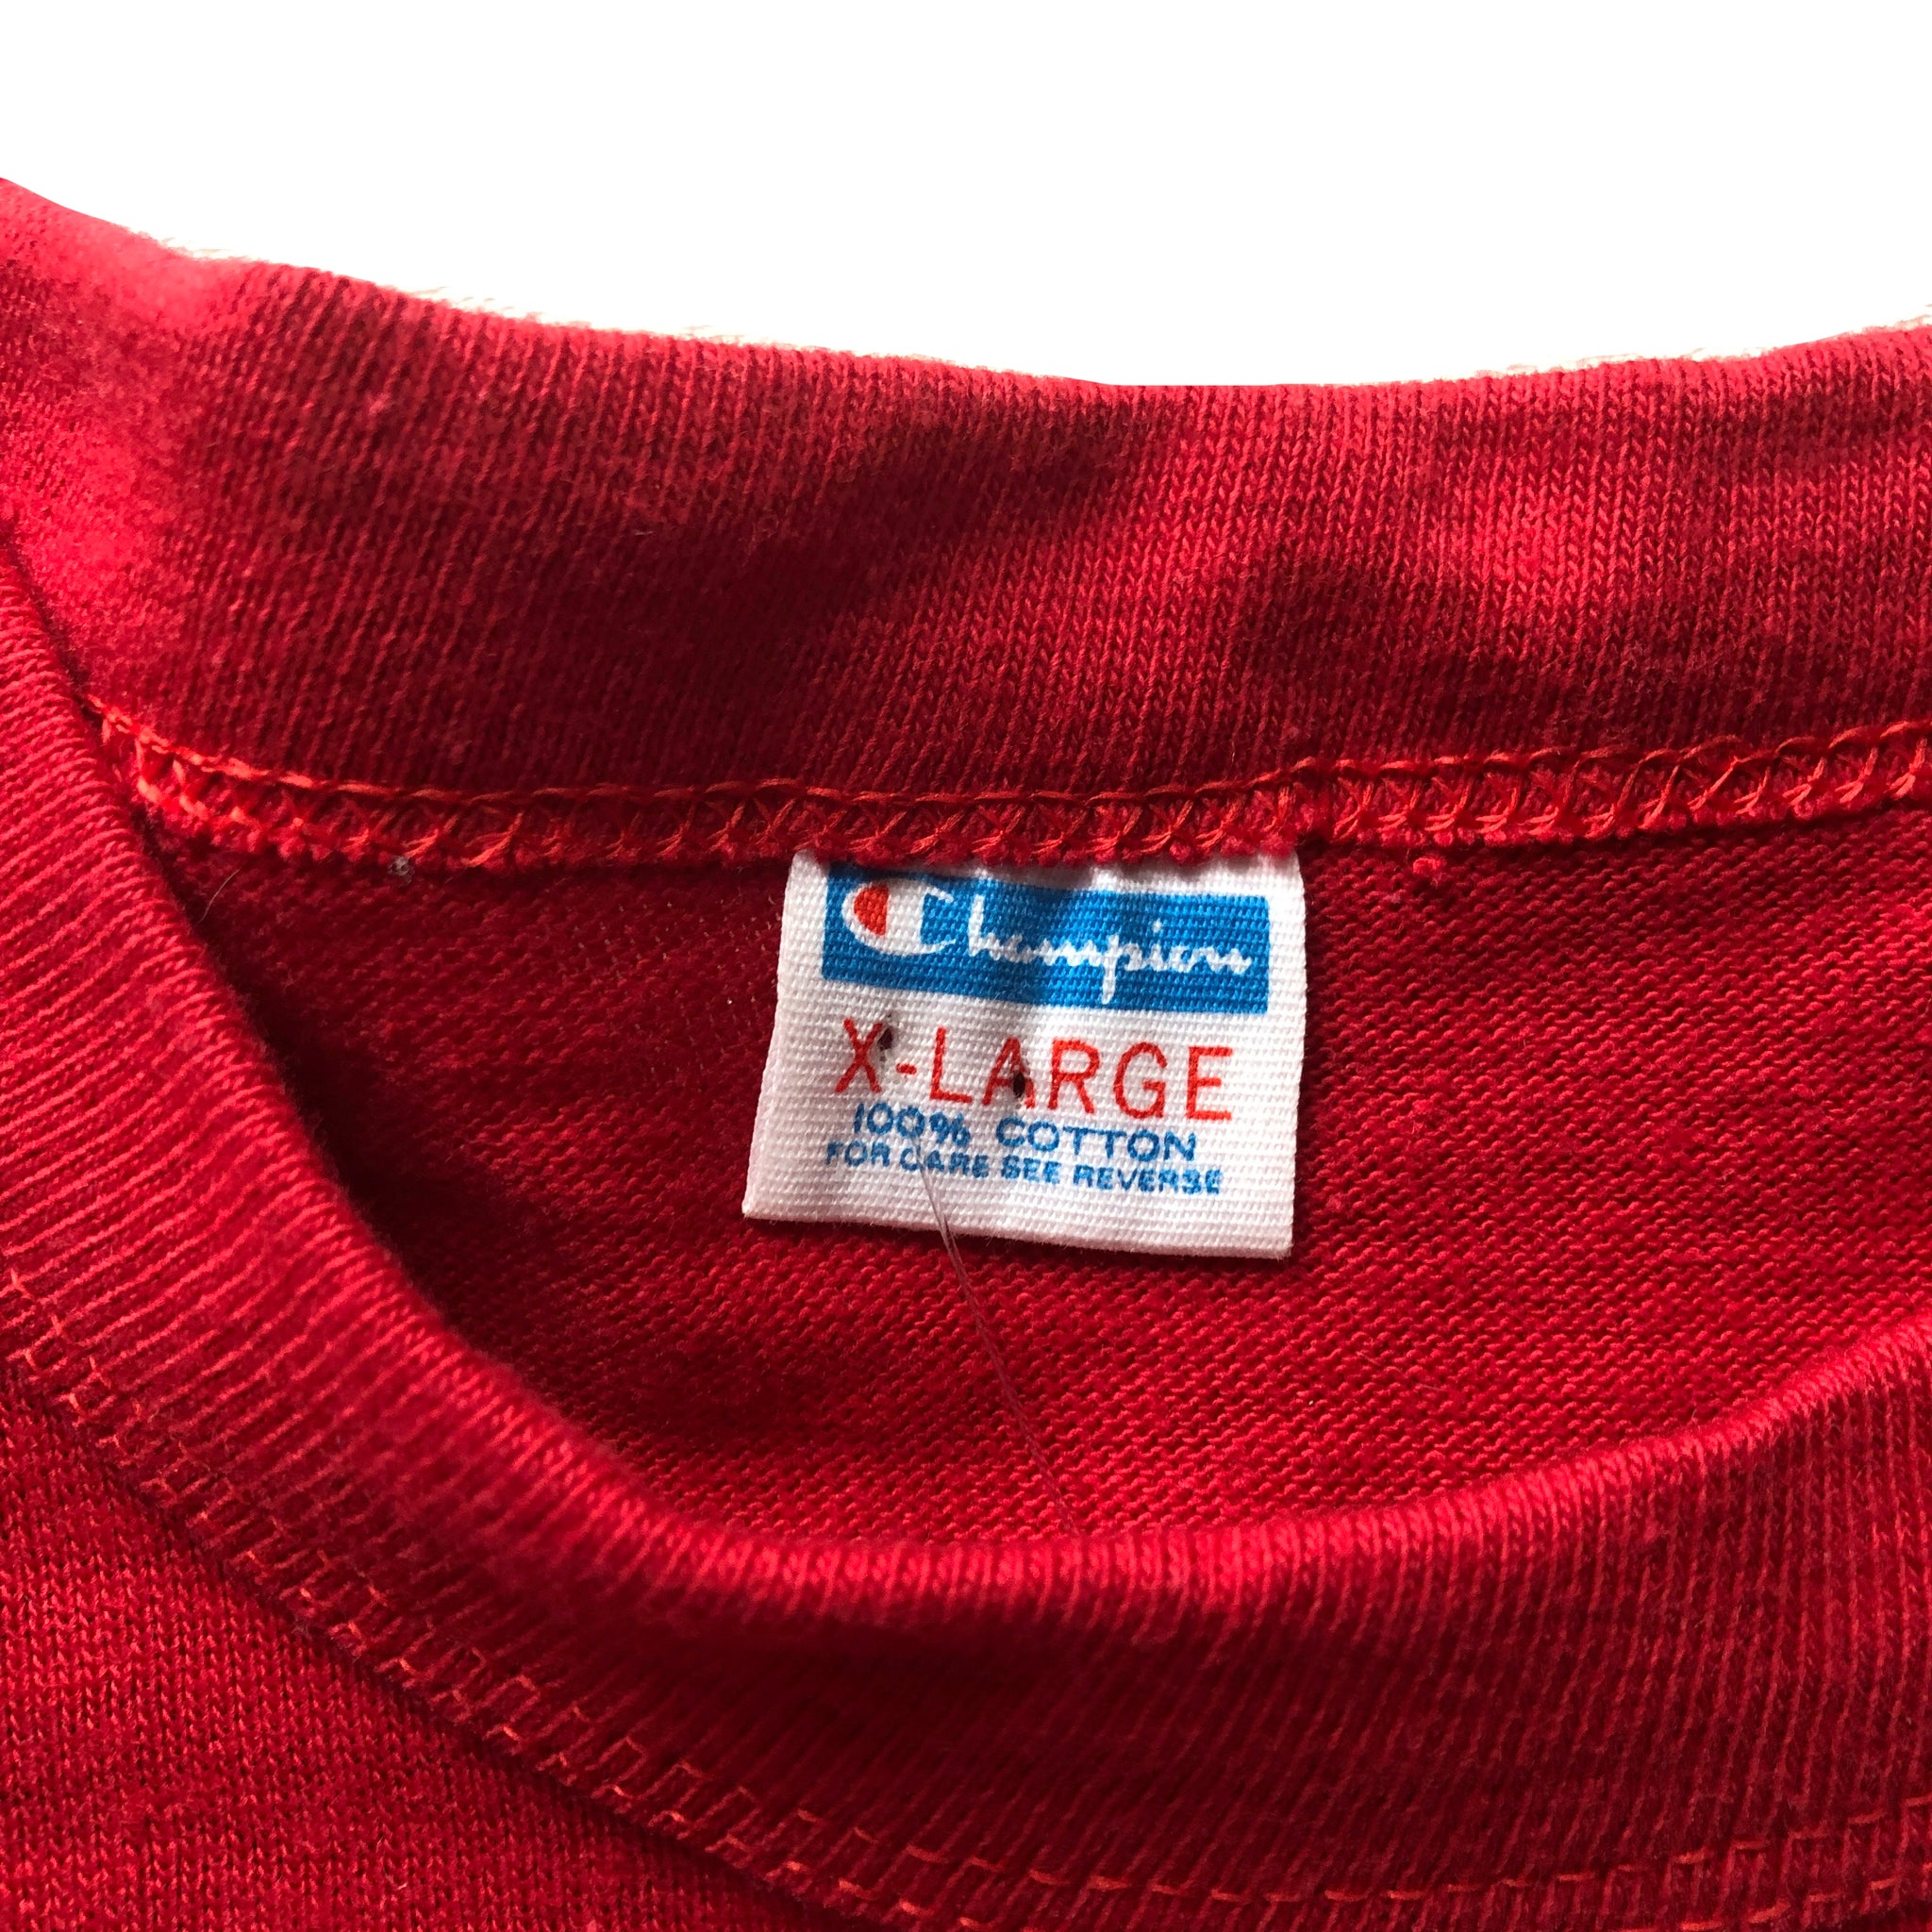 Champion
X-LARGE
100% COTTON
FOR CARE SEE REVERSE